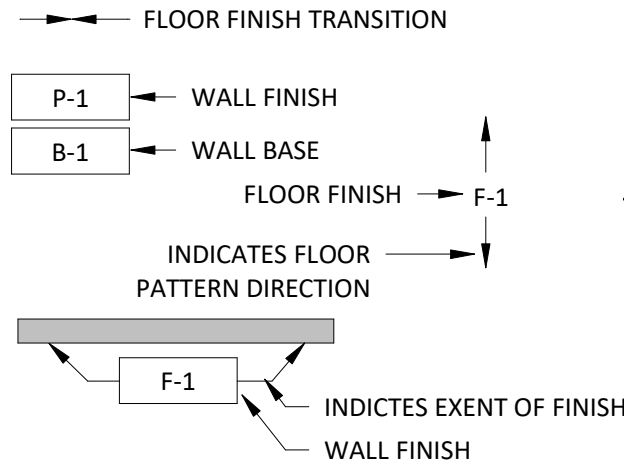 FLOOR FINISH TRANSITION
P-1 WALL FINISH
B-1 WALL BASE
FLOOR FINISH F-1
INDICATES FLOOR
PATTERN DIRECTION
F-1
INDICTES EXENT OF FINISH
WALL FINISH